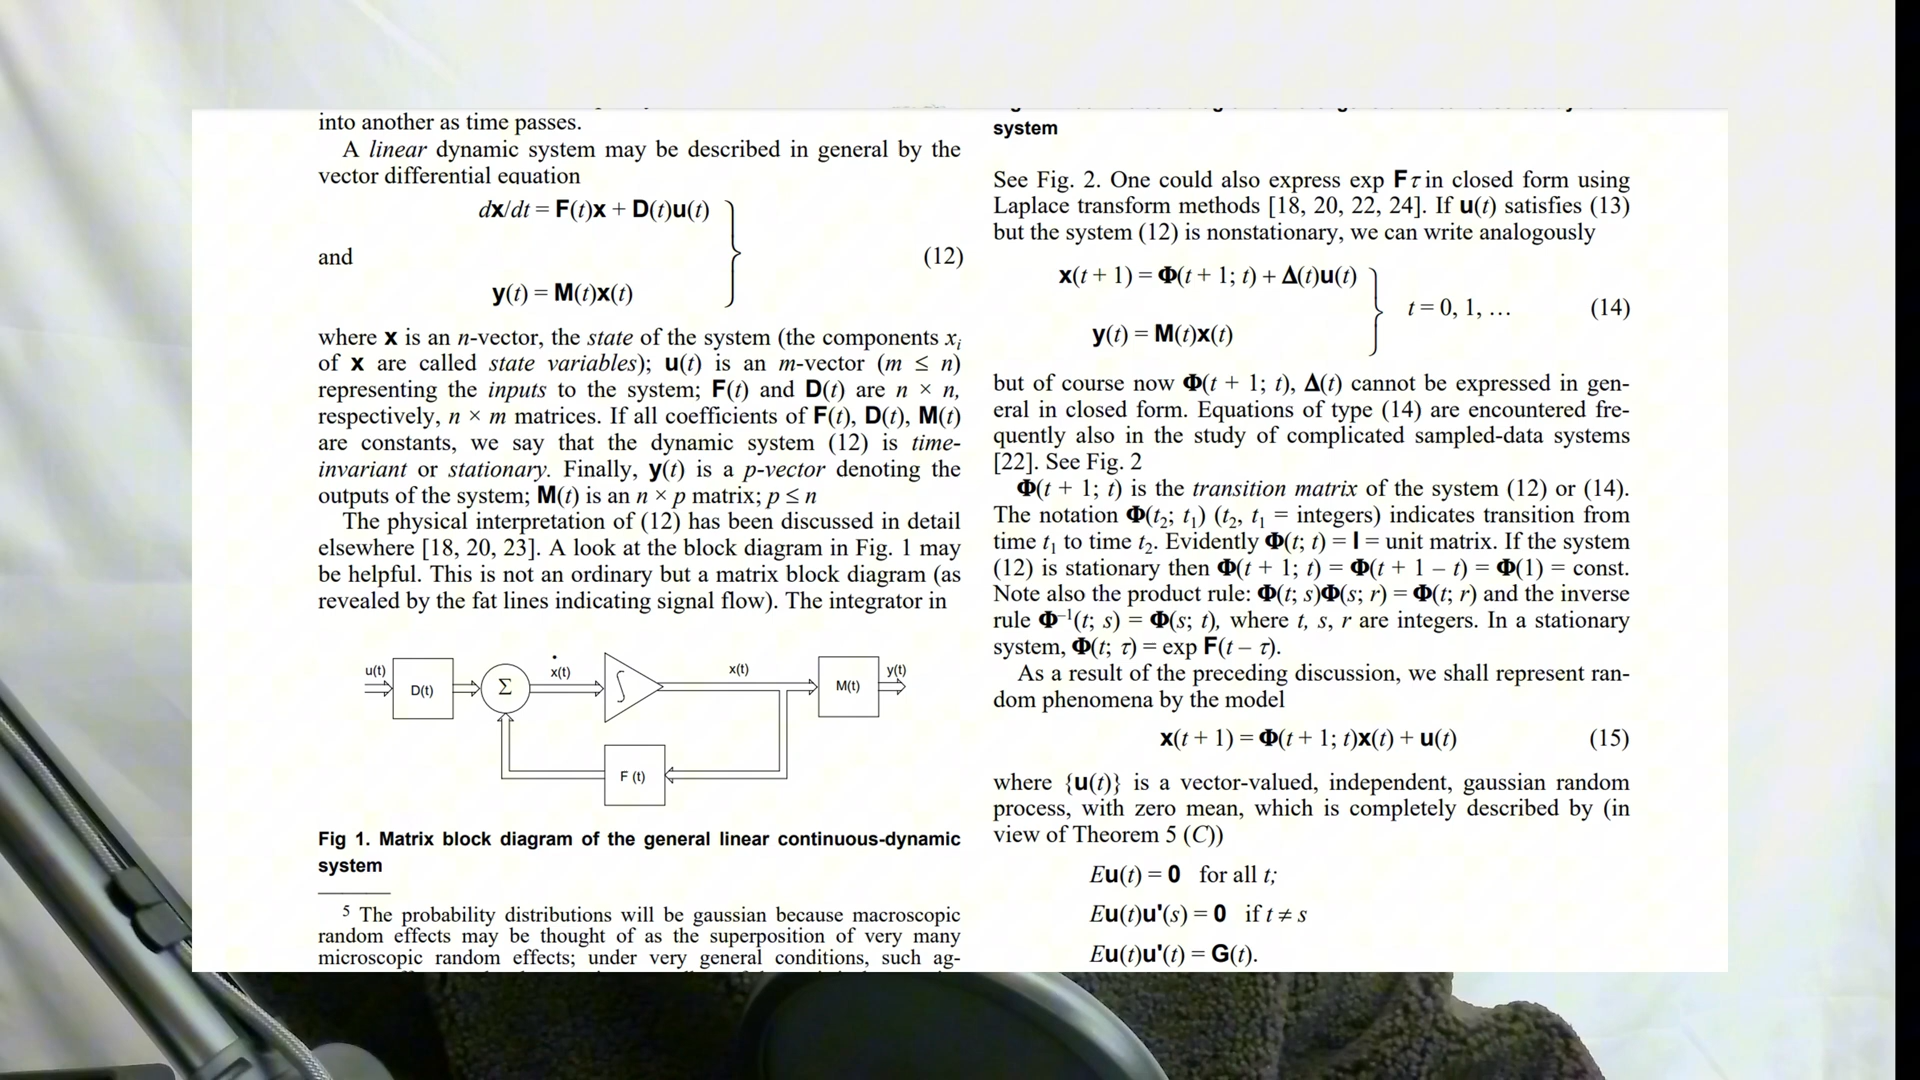 into another as time passes.
A linear dynamic system may be described in general by the
vector differential equation
dx/dt = F(t)x + D(t)u(t)
and
(12)
y(t) = M(t)x(t)
where x is an n-vector, the state of the system (the components xᵢ
of x are called state variables); u(t) is an m-vector (m ≤ n)
representing the inputs to the system; F(t) and D(t) are n × n,
respectively, n × m matrices. If all coefficients of F(t), D(t), M(t)
are constants, we say that the dynamic system (12) is time-
invariant or stationary. Finally, y(t) is a p-vector denoting the
outputs of the system; M(t) is an n × p matrix; p ≤ n
The physical interpretation of (12) has been discussed in detail
elsewhere [18, 20, 23]. A look at the block diagram in Fig. 1 may
be helpful. This is not an ordinary but a matrix block diagram (as
revealed by the fat lines indicating signal flow). The integrator in
u(t)
D(t)
Σ
ẋ(t)
∫
x(t)
M(t)
y(t)
F (t)
Fig 1. Matrix block diagram of the general linear continuous-dynamic
system
5 The probability distributions will be gaussian because macroscopic
random effects may be thought of as the superposition of very many
microscopic random effects; under very general conditions, such ag-
system
See Fig. 2. One could also express exp Fτ in closed form using
Laplace transform methods [18, 20, 22, 24]. If u(t) satisfies (13)
but the system (12) is nonstationary, we can write analogously
x(t + 1) = Φ(t + 1; t) + Δ(t)u(t)
t = 0, 1, … (14)
y(t) = M(t)x(t)
but of course now Φ(t + 1; t), Δ(t) cannot be expressed in gen-
eral in closed form. Equations of type (14) are encountered fre-
quently also in the study of complicated sampled-data systems
[22]. See Fig. 2
Φ(t + 1; t) is the transition matrix of the system (12) or (14).
The notation Φ(t₂; t₁) (t₂, t₁ = integers) indicates transition from
time t₁ to time t₂. Evidently Φ(t; t) = I = unit matrix. If the system
(12) is stationary then Φ(t + 1; t) = Φ(t + 1 – t) = Φ(1) = const.
Note also the product rule: Φ(t; s)Φ(s; r) = Φ(t; r) and the inverse
rule Φ⁻¹(t; s) = Φ(s; t), where t, s, r are integers. In a stationary
system, Φ(t; τ) = exp F(t – τ).
As a result of the preceding discussion, we shall represent ran-
dom phenomena by the model
x(t + 1) = Φ(t + 1; t)x(t) + u(t) (15)
where {u(t)} is a vector-valued, independent, gaussian random
process, with zero mean, which is completely described by (in
view of Theorem 5 (C))
Eu(t) = 0 for all t;
Eu(t)u'(s) = 0 if t ≠ s
Eu(t)u'(t) = G(t).